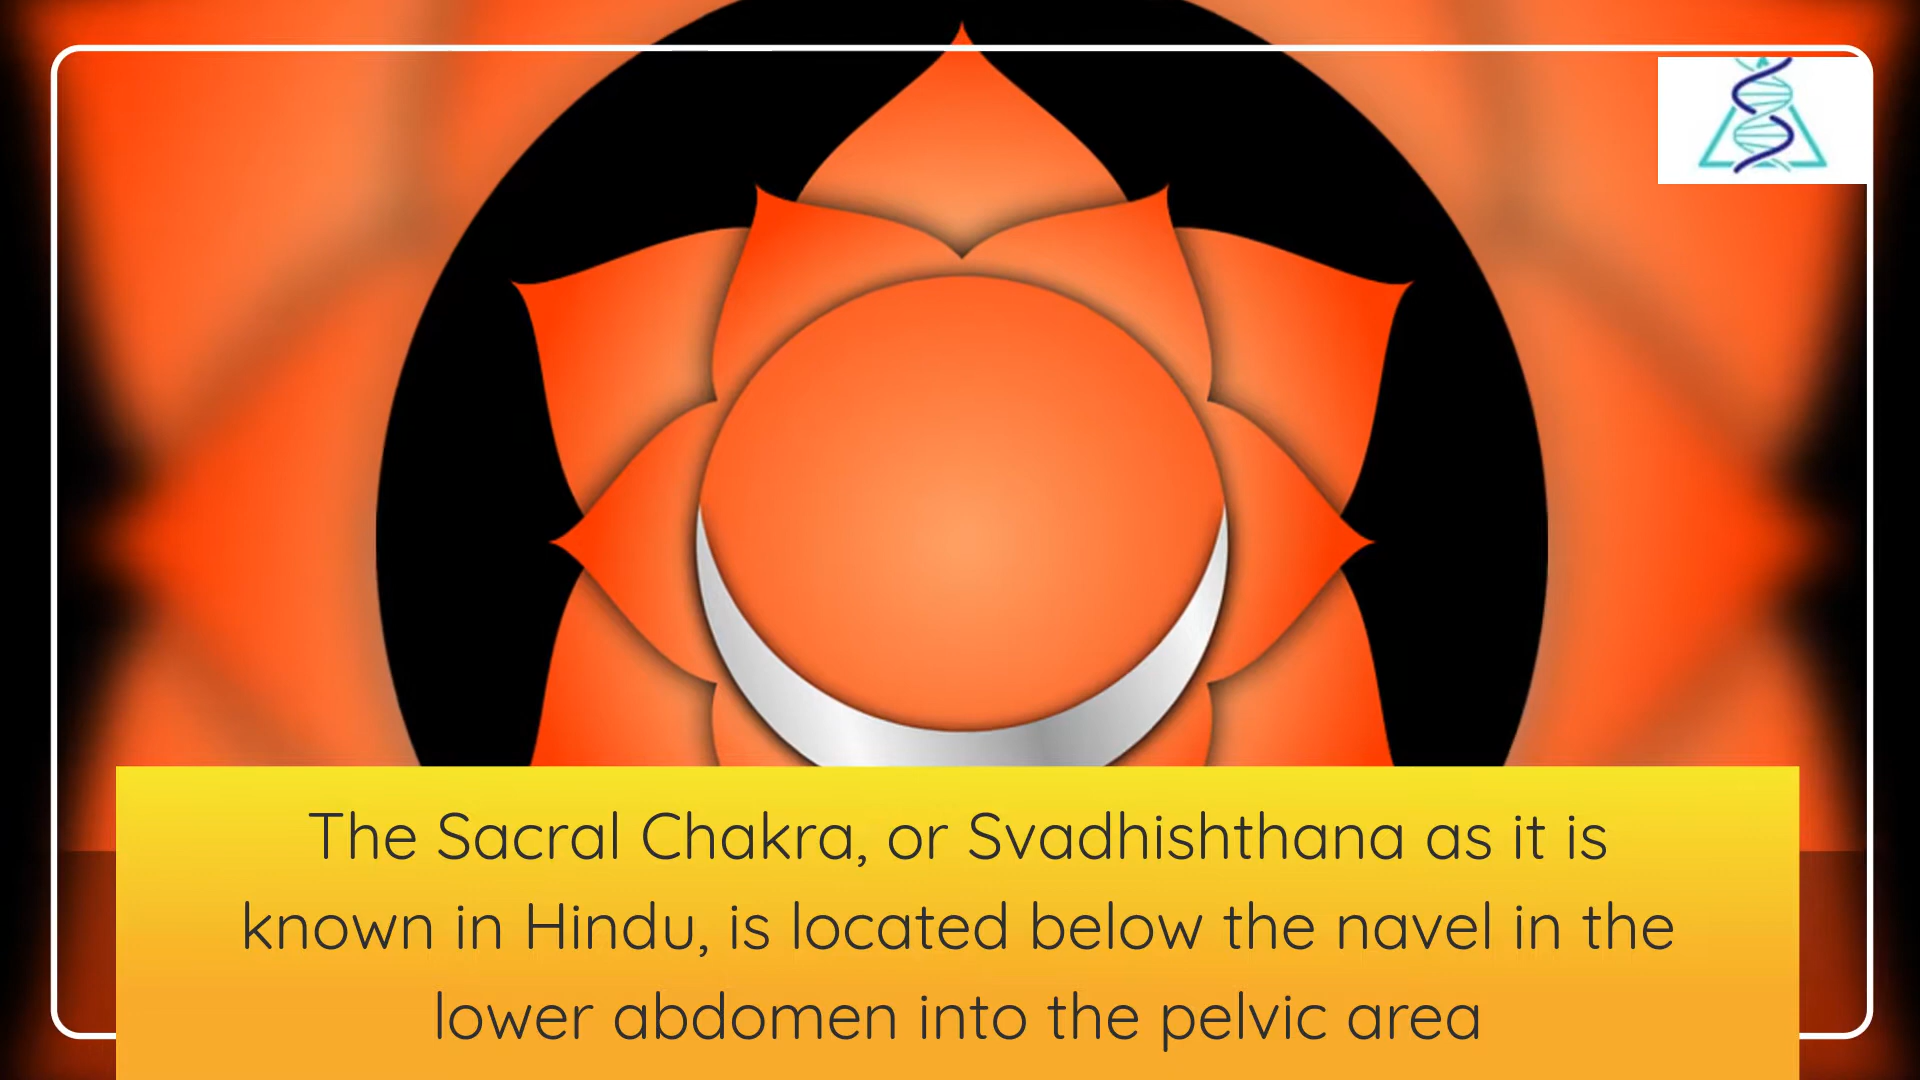 The Sacral Chakra, or Svadhishthana as it is
known in Hindu, is located below the navel in the
lower abdomen into the pelvic area